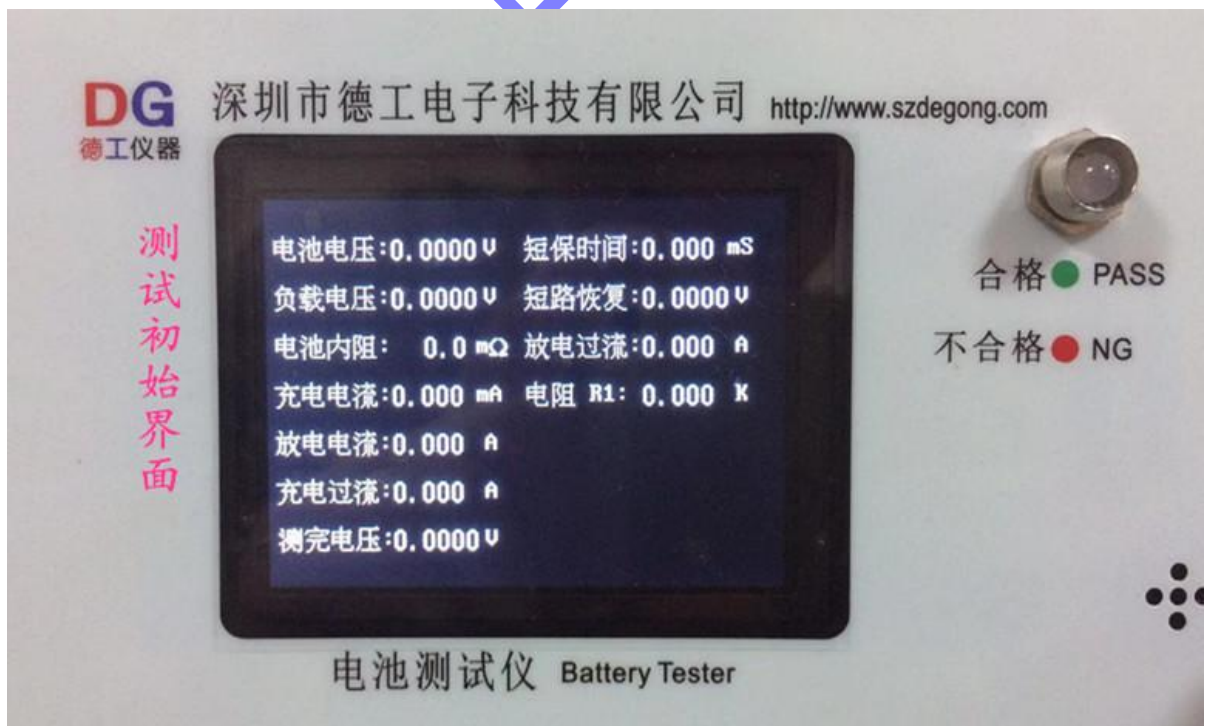 DG 深圳市德工电子科技有限公司 http://www.szdegong.com
德工仪器
测试初始界面
电池电压:0.0000V 短保时间:0.000 mS
负载电压:0.0000V 短路恢复:0.0000V
电池内阻: 0.0 mΩ 放电过流:0.000 A
充电电流:0.000 mA 电阻 R1: 0.000 K
放电电流:0.000 A
充电过流:0.000 A
测完电压:0.0000V
合格 PASS
不合格 NG
电池测试仪 Battery Tester